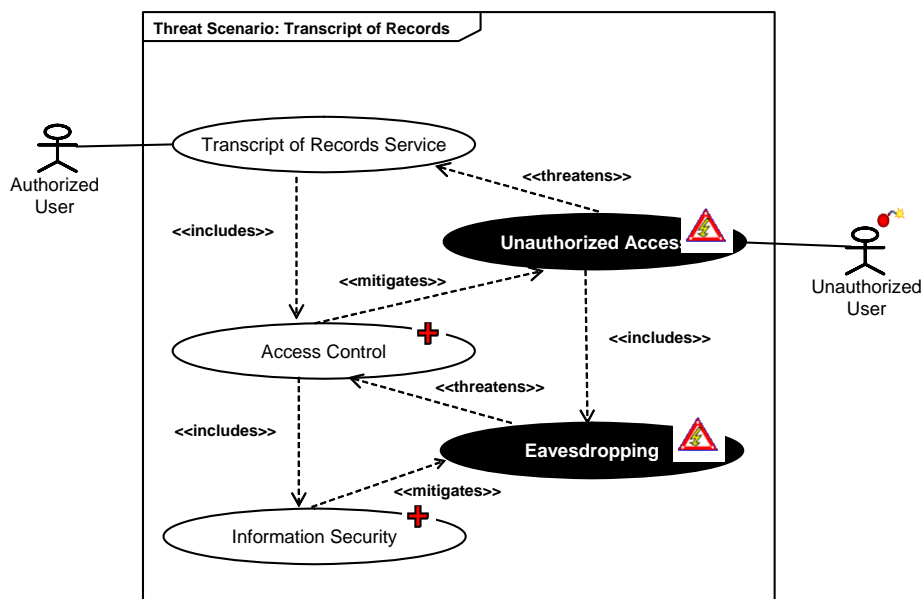 Threat Scenario: Transcript of Records
Transcript of Records Service
Authorized
User
<<threatens>>
<<includes>>
Unauthorized Access
Unauthorized
User
<<mitigates>>
<<includes>>
Access Control
<<threatens>>
<<includes>>
Eavesdropping
<<mitigates>>
Information Security